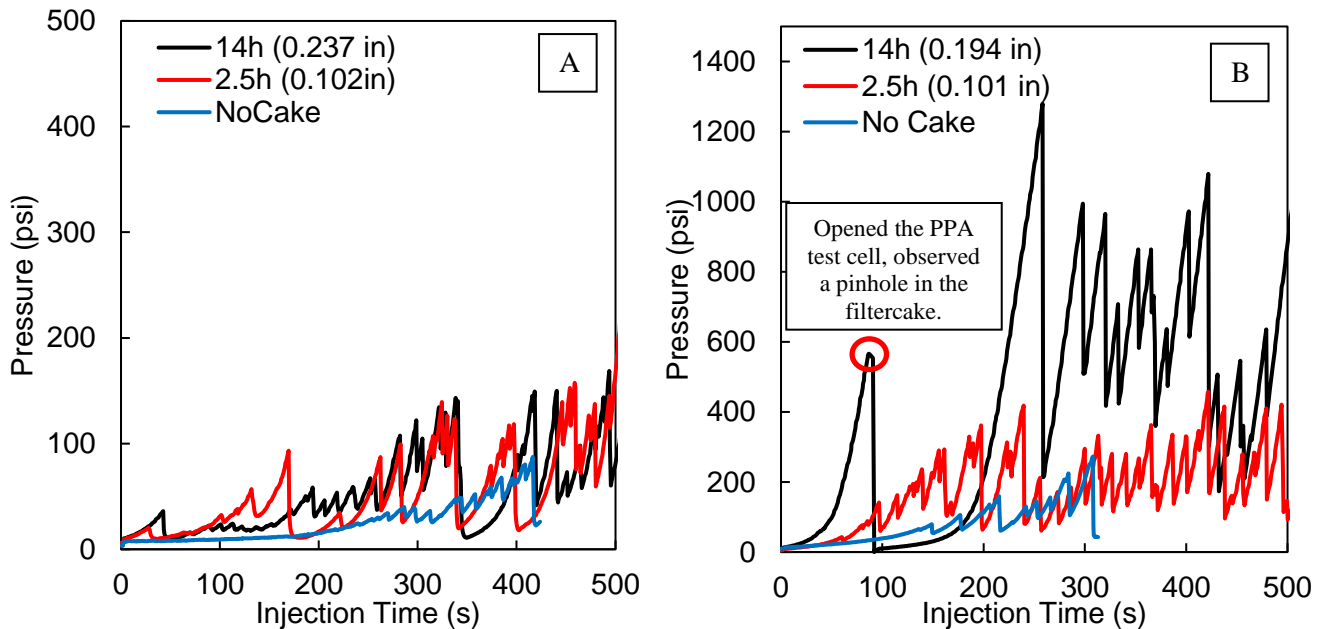 500
400
300
200
100
0
Pressure (psi)
14h (0.237 in)
2.5h (0.102in)
NoCake
A
0 100 200 300 400 500
Injection Time (s)
1400
1200
1000
800
600
400
200
0
Pressure (psi)
14h (0.194 in)
2.5h (0.101 in)
No Cake
B
Opened the PPA
test cell, observed
a pinhole in the
filtercake.
0 100 200 300 400 500
Injection Time (s)